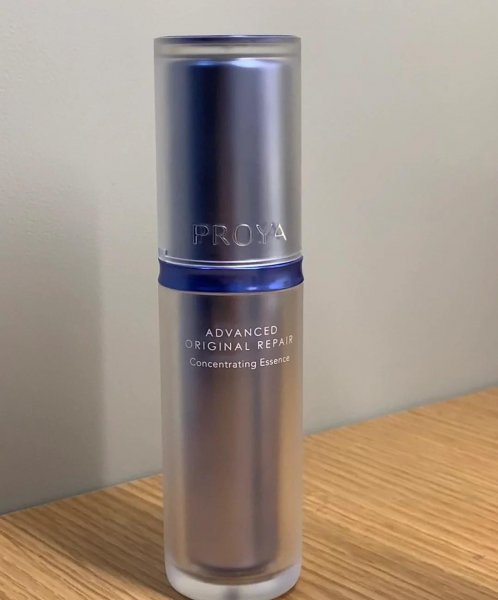 PROYA
ADVANCED
ORIGINAL REPAIR
Concentrating Essence